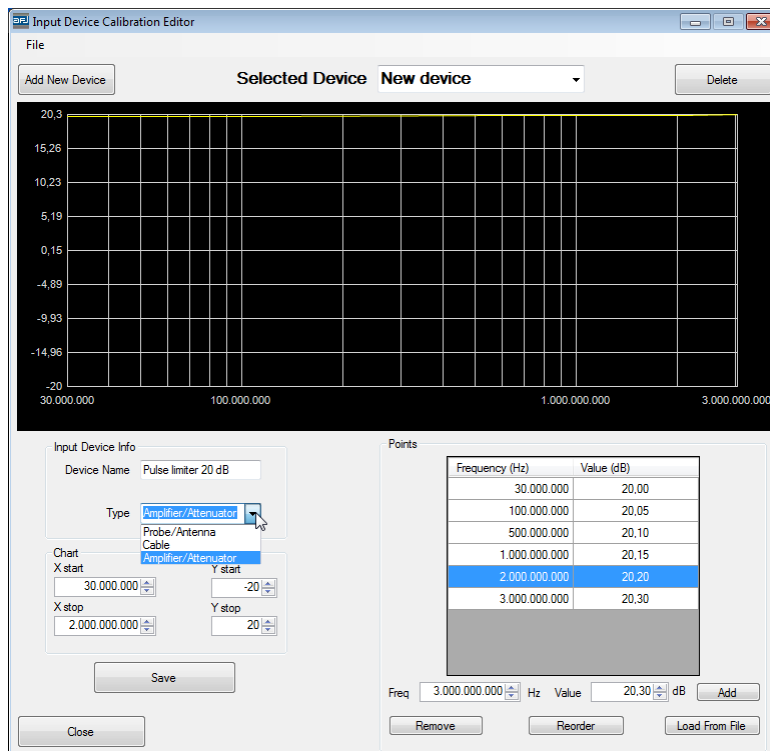 Input Device Calibration Editor
File
Add New Device
Selected Device New device
Delete
20,3
15,26
10,23
5,19
0,15
-4,89
-9,93
-14,96
-20
30.000.000 100.000.000 1.000.000.000 3.000.000.000
Input Device Info
Device Name Pulse limiter 20 dB
Type Amplifier/Attenuator
Probe/Antenna
Cable
Amplifier/Attenuator
Chart
X start Y start
30.000.000 -20
X stop Y stop
2.000.000.000 20
Save
Close
Points
Frequency (Hz) Value (dB)
30.000.000 20,00
100.000.000 20,05
500.000.000 20,10
1.000.000.000 20,15
2.000.000.000 20,20
3.000.000.000 20,30
Freq 3.000.000.000 Hz Value 20,30 dB Add
Remove Reorder Load From File